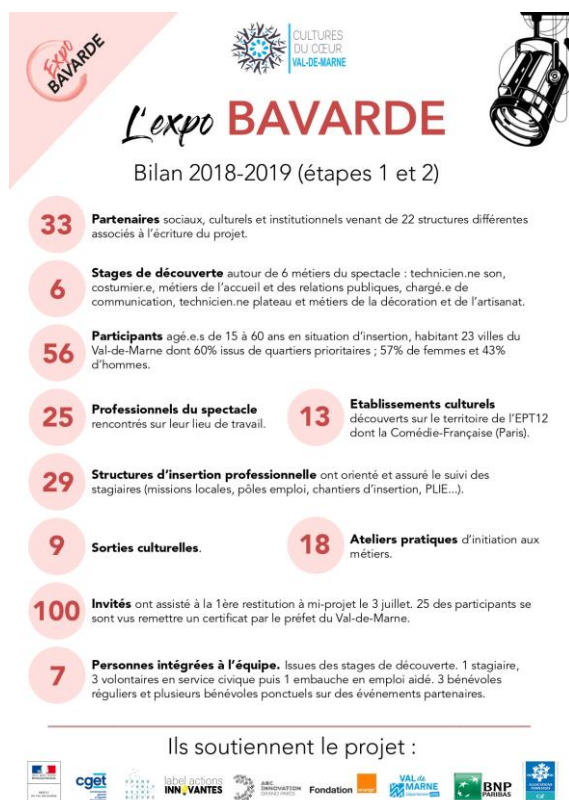 Expo
BAVARDE
CULTURES
DU CŒUR
VAL-DE-MARNE
L'expo BAVARDE
Bilan 2018-2019 (étapes 1 et 2)
33
Partenaires sociaux, culturels et institutionnels venant de 22 structures différentes
associés à l'écriture du projet.
6
Stages de découverte autour de 6 métiers du spectacle : technicien.ne son,
costumier.e, métiers de l'accueil et des relations publiques, chargé.e de
communication, technicien.ne plateau et métiers de la décoration et de l'artisanat.
56
Participants agé.e.s de 15 à 60 ans en situation d'insertion, habitant 23 villes du
Val-de-Marne dont 60% issus de quartiers prioritaires ; 57% de femmes et 43%
d'hommes.
25
Professionnels du spectacle
rencontrés sur leur lieu de travail.
13
Etablissements culturels
découverts sur le territoire de l'EPT12
dont la Comédie-Française (Paris).
29
Structures d'insertion professionnelle ont orienté et assuré le suivi des
stagiaires (missions locales, pôles emploi, chantiers d'insertion, PLIE...).
9
Sorties culturelles.
18
Ateliers pratiques d'initiation aux
métiers.
100
Invités ont assisté à la 1ère restitution à mi-projet le 3 juillet. 25 des participants se
sont vus remettre un certificat par le préfet du Val-de-Marne.
7
Personnes intégrées à l'équipe. Issues des stages de découverte. 1 stagiaire,
3 volontaires en service civique puis 1 embauche en emploi aidé. 3 bénévoles
réguliers et plusieurs bénévoles ponctuels sur des événements partenaires.
Ils soutiennent le projet :
cget
label actions
INNOVANTES
ARC
INNOVATION
Fondation
orange
VAL de
MARNE
BNP
PARIBAS